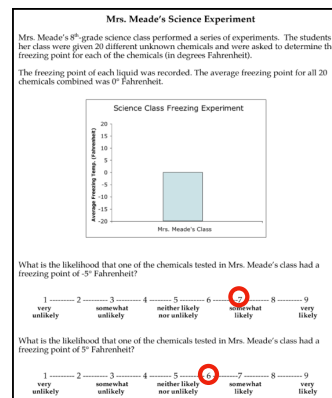 Mrs. Meade's Science Experiment
Mrs. Meade's 8th-grade science class performed a series of experiments. The students
her class were given 20 different unknown chemicals and were asked to determine th
freezing point for each of the chemicals (in degrees Fahrenheit).
The freezing point of each liquid was recorded. The average freezing point for all 20
chemicals combined was 0° Fahrenheit.
Science Class Freezing Experiment
Average Freezing Temp. (Fahrenheit)
20
15
10
5
0
-5
-10
-15
-20
Mrs. Meade's Class
What is the likelihood that one of the chemicals tested in Mrs. Meade's class had a
freezing point of -5° Fahrenheit?
1 --------- 2 --------- 3 --------- 4 ------- 5 ------- 6 -------7--------- 8 --------- 9
very somewhat neither likely somewhat very
unlikely unlikely nor unlikely likely likely
What is the likelihood that one of the chemicals tested in Mrs. Meade's class had a
freezing point of 5° Fahrenheit?
1 --------- 2 --------- 3 --------- 4 ------- 5 ------- 6 -------7--------- 8 --------- 9
very somewhat neither likely somewhat very
unlikely unlikely nor unlikely likely likely